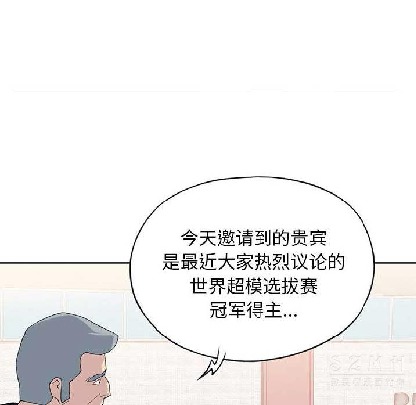 今天邀请到的贵宾
是最近大家热烈议论的
世界超模选拔赛
冠军得主...